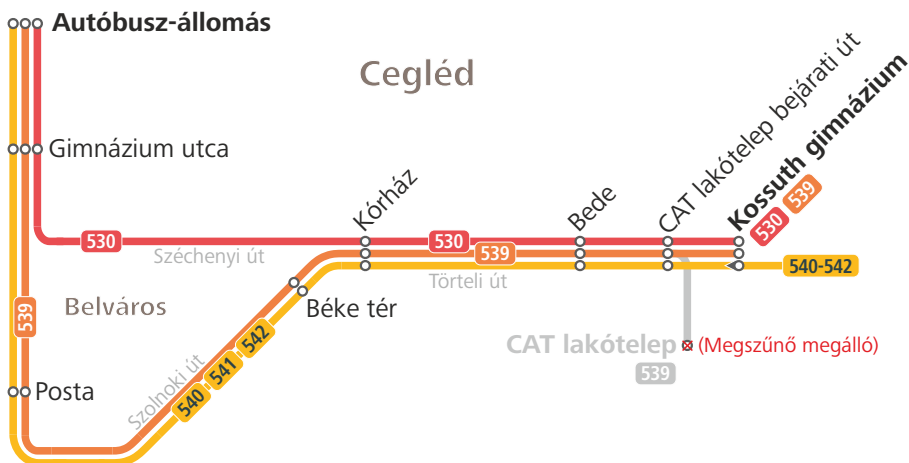 Autóbusz-állomás
Cegléd
Gimnázium utca
Kórház
Bede
CAT lakótelep bejárati út
Kossuth gimnázium
530
539
530
530
Széchenyi út
539
Törteli út
540-542
Belváros
539
Béke tér
CAT lakótelep
(Megszűnő megálló)
539
Szolnoki út
540
541
542
Posta